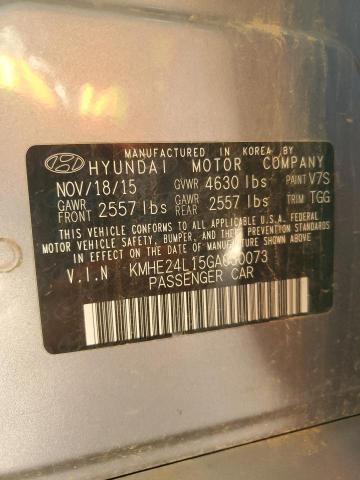 MANUFACTURED IN KOREA BY
HYUNDAI MOTOR COMPANY
NOV/18/15 GVWR 4630 lbs PAINT V7S
GAWR FRONT 2557 lbs GAWR REAR 2557 lbs TRIM TGG
THIS VEHICLE CONFORMS TO ALL APPLICABLE U.S.A. FEDERAL
MOTOR VEHICLE SAFETY, BUMPER, AND THEFT PREVENTION
STANDARDS IN EFFECT ON THE DATE OF MANUFACTURE SHOWN ABOVE.
V.I.N
PASSENGER CAR